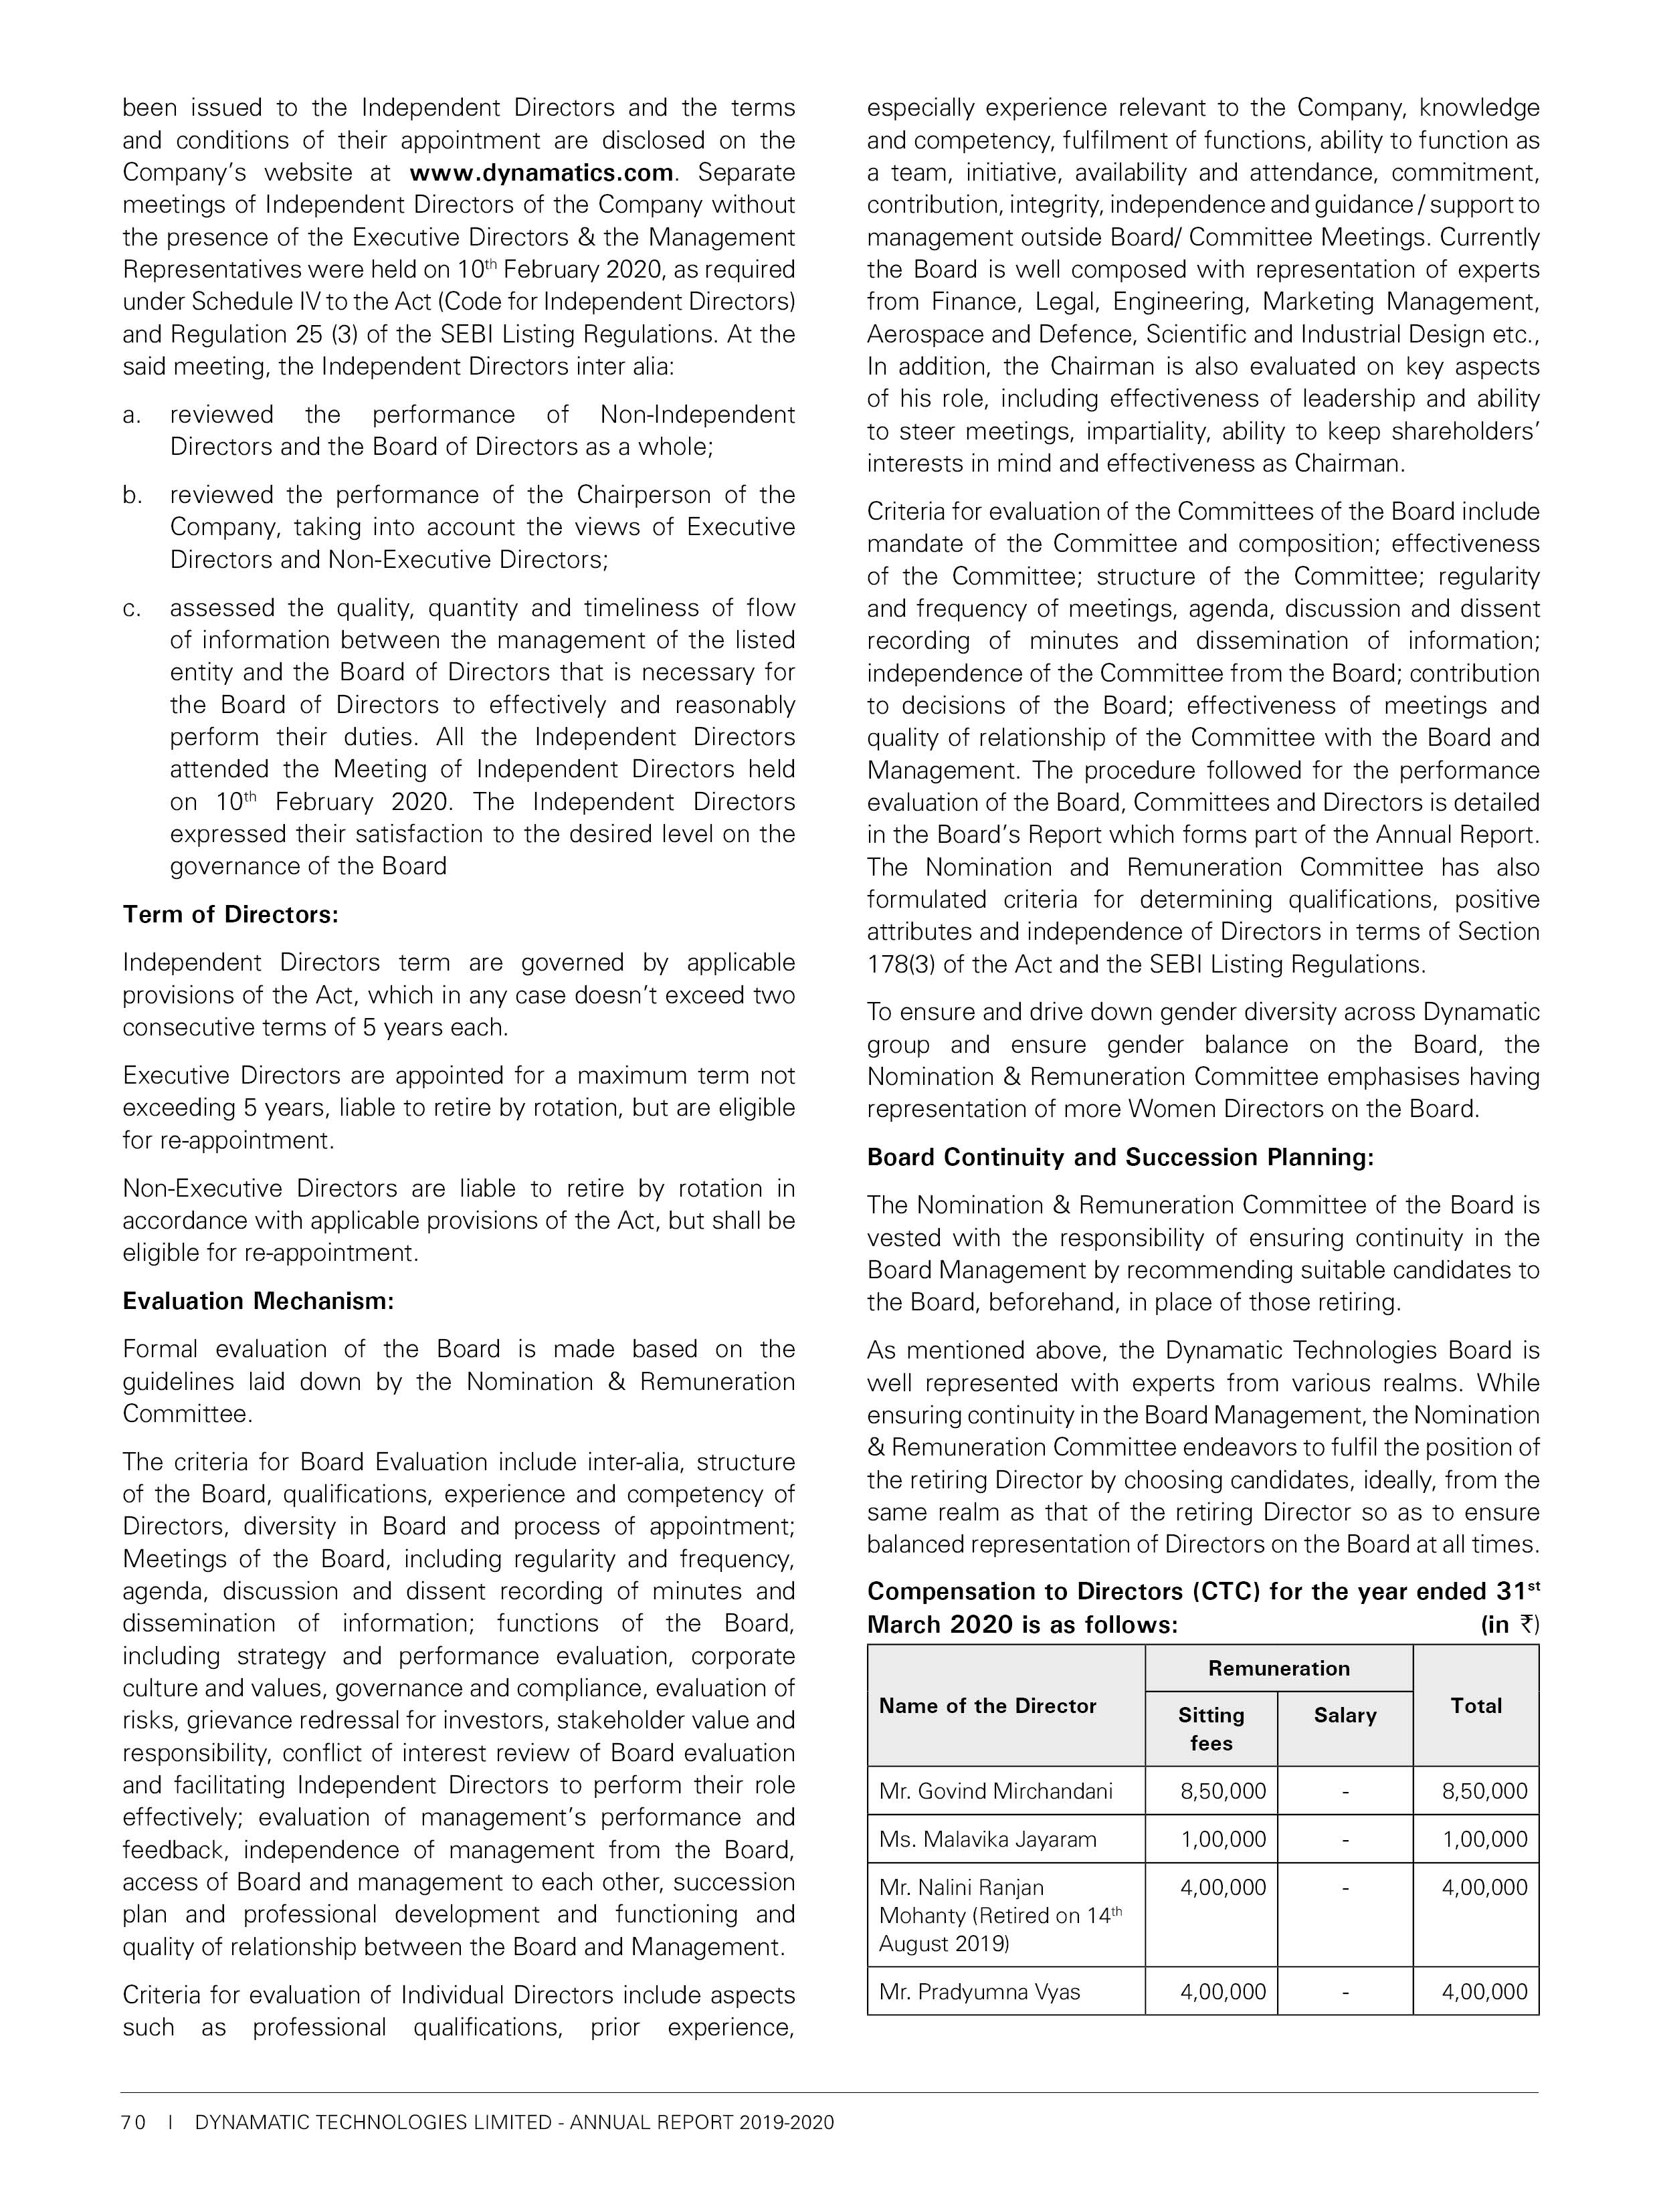 been issued to the Independent Directors and the terms
and conditions of their appointment are disclosed on the
Company’s website at www.dynamatics.com. Separate
meetings of Independent Directors of the Company without
the presence of the Executive Directors & the Management
Representatives were held on 10th February 2020, as required
under Schedule IV to the Act (Code for Independent Directors)
and Regulation 25 (3) of the SEBI Listing Regulations. At the
said meeting, the Independent Directors inter alia:
a. reviewed the performance of Non-Independent
Directors and the Board of Directors as a whole;
b. reviewed the performance of the Chairperson of the
Company, taking into account the views of Executive
Directors and Non-Executive Directors;
c. assessed the quality, quantity and timeliness of flow
of information between the management of the listed
entity and the Board of Directors that is necessary for
the Board of Directors to effectively and reasonably
perform their duties. All the Independent Directors
attended the Meeting of Independent Directors held
on 10th February 2020. The Independent Directors
expressed their satisfaction to the desired level on the
governance of the Board
Term of Directors:
Independent Directors term are governed by applicable
provisions of the Act, which in any case doesn’t exceed two
consecutive terms of 5 years each.
Executive Directors are appointed for a maximum term not
exceeding 5 years, liable to retire by rotation, but are eligible
for re-appointment.
Non-Executive Directors are liable to retire by rotation in
accordance with applicable provisions of the Act, but shall be
eligible for re-appointment.
Evaluation Mechanism:
Formal evaluation of the Board is made based on the
guidelines laid down by the Nomination & Remuneration
Committee.
The criteria for Board Evaluation include inter-alia, structure
of the Board, qualifications, experience and competency of
Directors, diversity in Board and process of appointment;
Meetings of the Board, including regularity and frequency,
agenda, discussion and dissent recording of minutes and
dissemination of information; functions of the Board,
including strategy and performance evaluation, corporate
culture and values, governance and compliance, evaluation of
risks, grievance redressal for investors, stakeholder value and
responsibility, conflict of interest review of Board evaluation
and facilitating Independent Directors to perform their role
effectively; evaluation of management’s performance and
feedback, independence of management from the Board,
access of Board and management to each other, succession
plan and professional development and functioning and
quality of relationship between the Board and Management.
Criteria for evaluation of Individual Directors include aspects
such as professional qualifications, prior experience,
especially experience relevant to the Company, knowledge
and competency, fulfilment of functions, ability to function as
a team, initiative, availability and attendance, commitment,
contribution, integrity, independence and guidance / support to
management outside Board/ Committee Meetings. Currently
the Board is well composed with representation of experts
from Finance, Legal, Engineering, Marketing Management,
Aerospace and Defence, Scientific and Industrial Design etc.,
In addition, the Chairman is also evaluated on key aspects
of his role, including effectiveness of leadership and ability
to steer meetings, impartiality, ability to keep shareholders’
interests in mind and effectiveness as Chairman.
Criteria for evaluation of the Committees of the Board include
mandate of the Committee and composition; effectiveness
of the Committee; structure of the Committee; regularity
and frequency of meetings, agenda, discussion and dissent
recording of minutes and dissemination of information;
independence of the Committee from the Board; contribution
to decisions of the Board; effectiveness of meetings and
quality of relationship of the Committee with the Board and
Management. The procedure followed for the performance
evaluation of the Board, Committees and Directors is detailed
in the Board’s Report which forms part of the Annual Report.
The Nomination and Remuneration Committee has also
formulated criteria for determining qualifications, positive
attributes and independence of Directors in terms of Section
178(3) of the Act and the SEBI Listing Regulations.
To ensure and drive down gender diversity across Dynamatic
group and ensure gender balance on the Board, the
Nomination & Remuneration Committee emphasises having
representation of more Women Directors on the Board.
Board Continuity and Succession Planning:
The Nomination & Remuneration Committee of the Board is
vested with the responsibility of ensuring continuity in the
Board Management by recommending suitable candidates to
the Board, beforehand, in place of those retiring.
As mentioned above, the Dynamatic Technologies Board is
well represented with experts from various realms. While
ensuring continuity in the Board Management, the Nomination
& Remuneration Committee endeavors to fulfil the position of
the retiring Director by choosing candidates, ideally, from the
same realm as that of the retiring Director so as to ensure
balanced representation of Directors on the Board at all times.
Compensation to Directors (CTC) for the year ended 31st
March 2020 is as follows: (in ₹)
Name of the Director Remuneration Total
Sitting fees Salary
Mr. Govind Mirchandani 8,50,000 - 8,50,000
Ms. Malavika Jayaram 1,00,000 - 1,00,000
Mr. Nalini Ranjan 4,00,000 - 4,00,000
Mohanty (Retired on 14th
August 2019)
Mr. Pradyumna Vyas 4,00,000 - 4,00,000
70 I DYNAMATIC TECHNOLOGIES LIMITED - ANNUAL REPORT 2019-2020